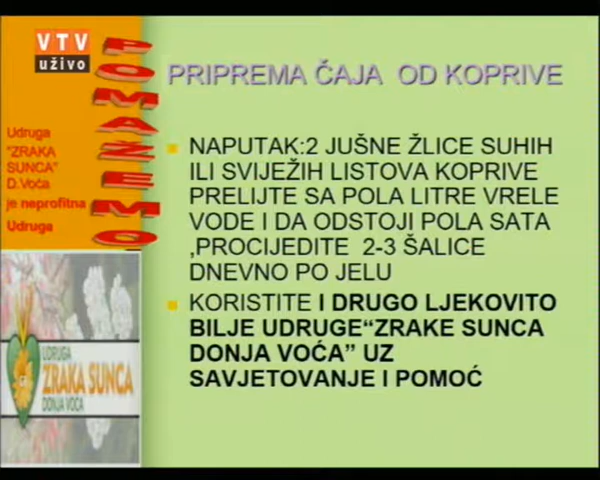 VTV
uživo
POMAŽEMO
Udruga
"ZRAKA
SUNCA"
D.Voća
je neprofitna
Udruga
UDRUGA
ZRAKA SUNCA
DONJA VOĆA
PRIPREMA ČAJA OD KOPRIVE
NAPUTAK:2 JUŠNE ŽLICE SUHIH
ILI SVIJEŽIH LISTOVA KOPRIVE
PRELIJTE SA POLA LITRE VRELE
VODE I DA ODSTOJI POLA SATA
,PROCIJEDITE 2-3 ŠALICE
DNEVNO PO JELU
KORISTITE I DRUGO LJEKOVITO
BILJE UDRUGE“ZRAKE SUNCA
DONJA VOĆA” UZ
SAVJETOVANJE I POMOĆ